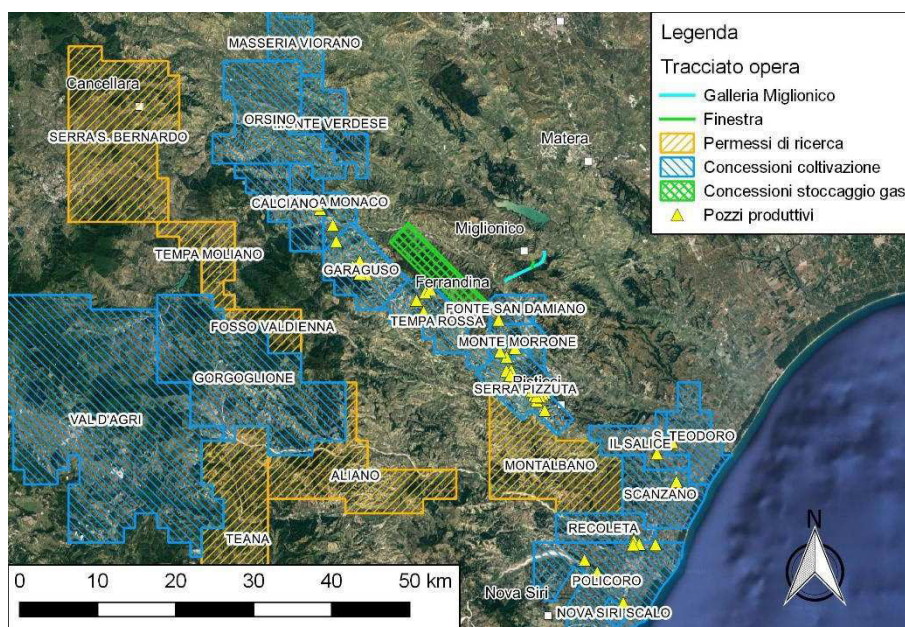 MASSERIA VIORANO
Cancellara
SERRA S. BERNARDO
ORSINO
MONTE VERDESE
Matera
CALCIANO
A MONACO
Miglionico
TEMPA MOLIANO
GARAGUSO
Ferrandina
FONTE SAN DAMIANO
TEMPA ROSSA
FOSSO VALDIENNA
MONTE MORRONE
GORGOGLIONE
Pisticci
SERRA PIZZUTA
VAL D'AGRI
S. TEODORO
IL SALICE
MONTALBANO
ALIANO
SCANZANO
RECOLETA
TEANA
POLICORO
Nova Siri
NOVA SIRI SCALO
Legenda
Tracciato opera
Galleria Miglionico
Finestra
Permessi di ricerca
Concessioni coltivazione
Concessioni stoccaggio gas
Pozzi produttivi
0 10 20 30 40 50 km
N